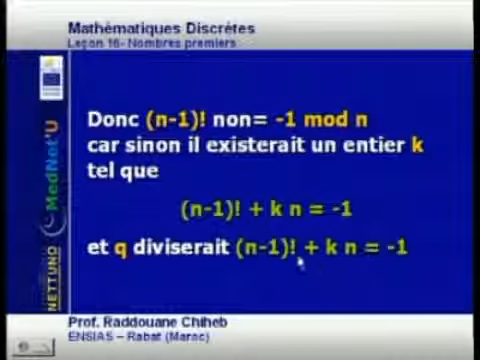 Mathématiques Discrètes
Leçon 16- Nombres premiers
Donc (n-1)! non= -1 mod n
car sinon il existerait un entier k
tel que
(n-1)! + k n = -1
et q diviserait (n-1)! + k n = -1
NETTUNO
MedNet'U
Prof. Raddouane Chiheb
ENSIAS – Rabat (Maroc)